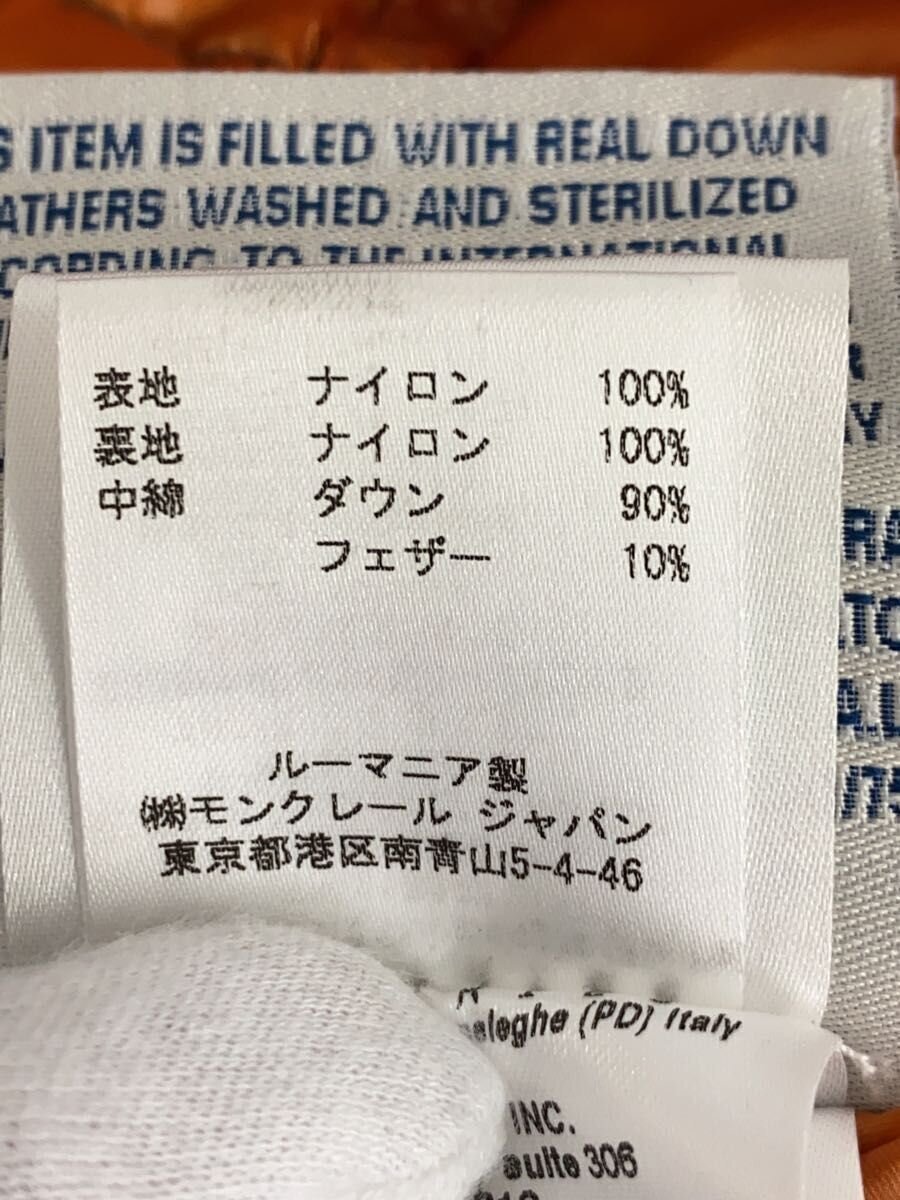 ITEM IS FILLED WITH REAL DOWN
WASHED AND STERILIZED
TO THE INTERNATIONAL
表地 ナイロン 100%
裏地 ナイロン 100%
中綿 ダウン 90%
フェザー 10%
ルーマニア製
㈱モンクレール ジャパン
東京都港区南青山5-4-46
(PD) Italy
INC.
306